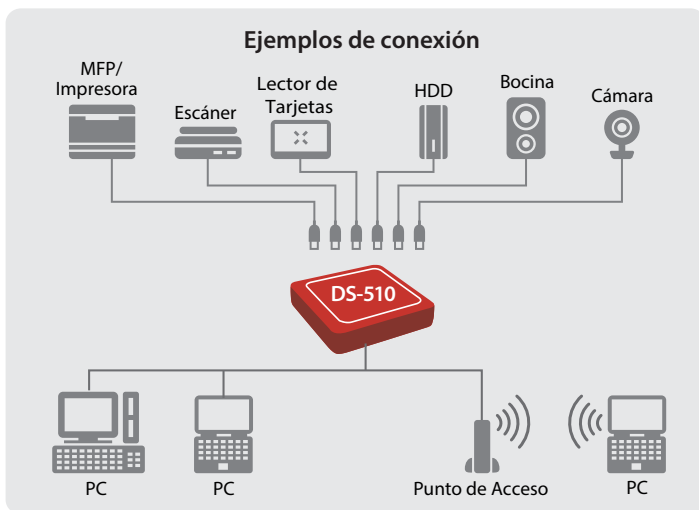 Ejemplos de conexión
MFP/
Impresora
Escáner
Lector de
Tarjetas
HDD
Bocina
Cámara
DS-510
PC
PC
Punto de Acceso
PC